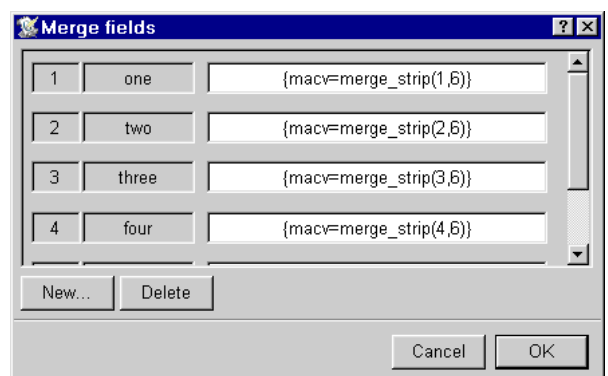 Merge fields
1 one {macv=merge_strip(1,6)}
2 two {macv=merge_strip(2,6)}
3 three {macv=merge_strip(3,6)}
4 four {macv=merge_strip(4,6)}
New... Delete
Cancel OK